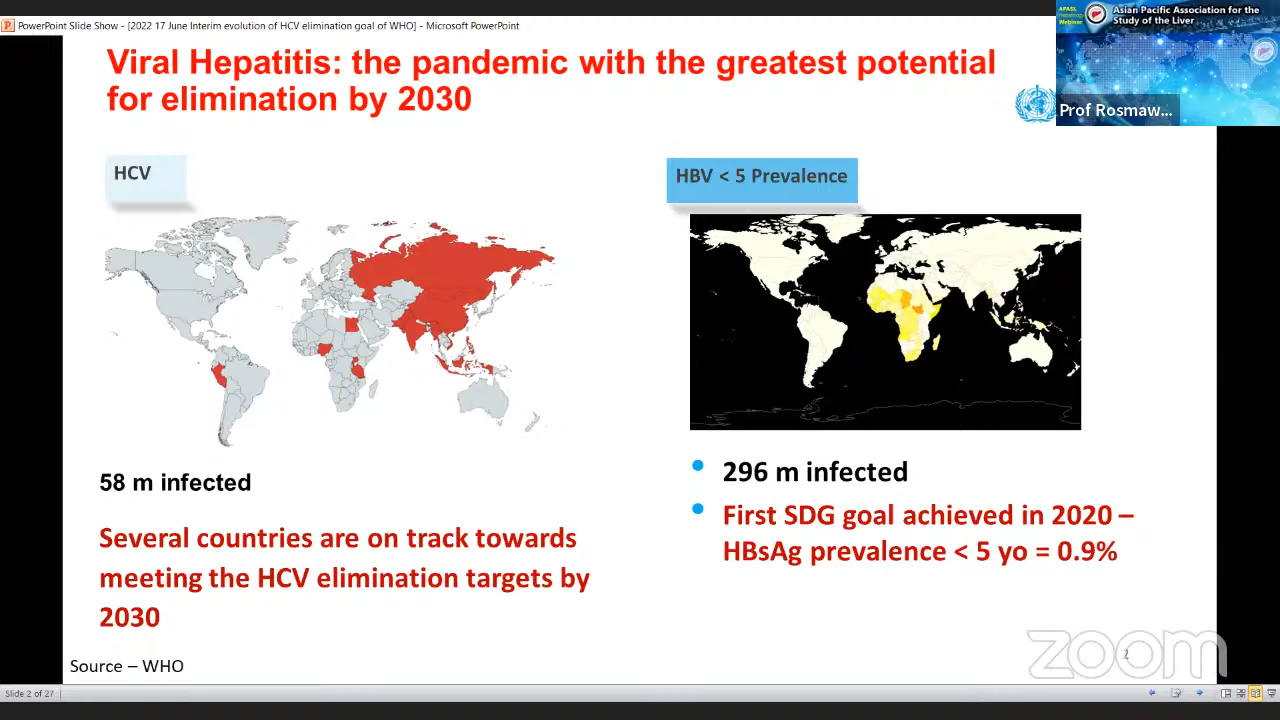 PowerPoint Slide Show - [2022 17 June Interim evolution of HCV elimination goal of WHO] - Microsoft PowerPoint
APASL
Hepatology
Webinar
Asian Pacific Association for the
Study of the Liver
Prof Rosmaw...
Viral Hepatitis: the pandemic with the greatest potential
for elimination by 2030
HCV
HBV < 5 Prevalence
58 m infected
Several countries are on track towards
meeting the HCV elimination targets by
2030
• 296 m infected
• First SDG goal achieved in 2020 –
HBsAg prevalence < 5 yo = 0.9%
Source – WHO
2
zoom
Slide 2 of 27